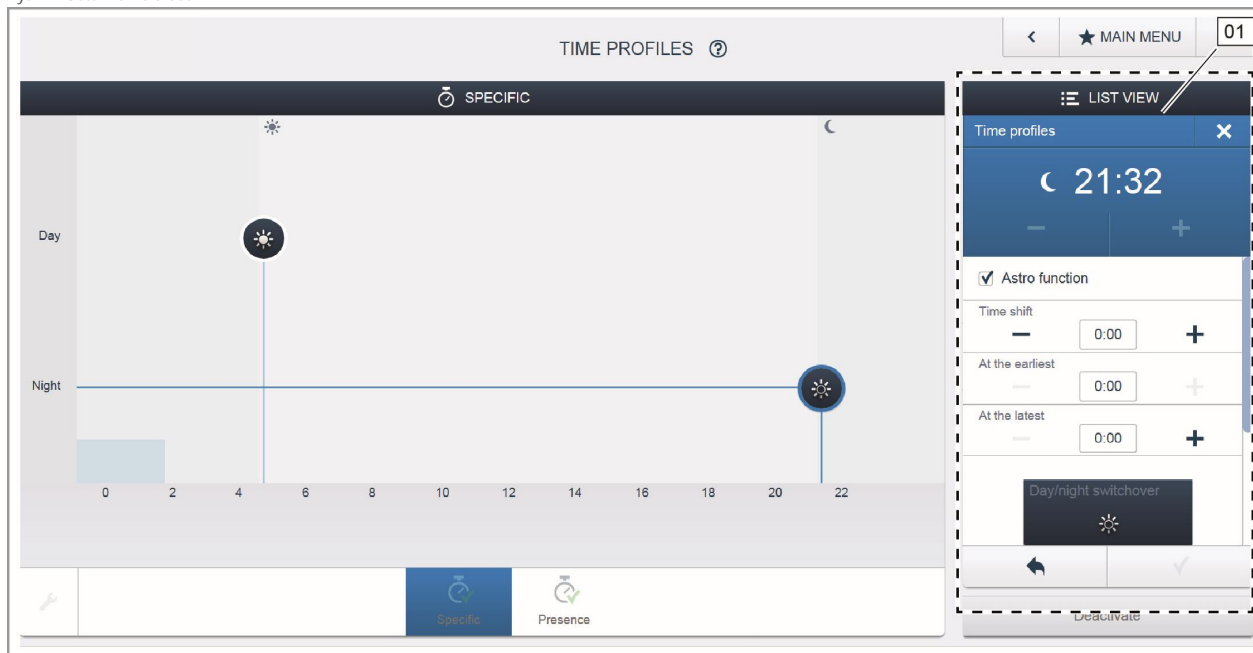 TIME PROFILES ?
MAIN MENU
01
SPECIFIC
LIST VIEW
Time profiles
21:32
Day
Night
Astro function
Time shift
0:00
At the earliest
0:00
At the latest
0:00
Day/night switchover
0 2 4 6 8 10 12 14 16 18 20 22
Specific
Presence
Deactivate